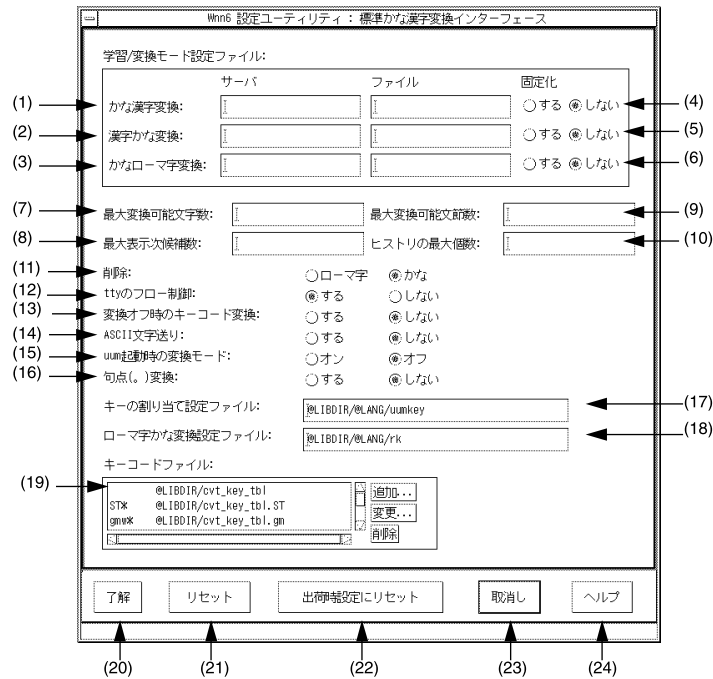 Wnn6 設定ユーティリティ : 標準かな漢字変換インターフェース
学習/変換モード設定ファイル:
サーバ ファイル 固定化
(1) かな漢字変換: する しない (4)
(2) 漢字かな変換: する しない (5)
(3) かなローマ字変換: する しない (6)
(7) 最大変換可能文字数: 最大変換可能文節数: (9)
(8) 最大表示次候補数: ヒストリの最大個数: (10)
(11) 削除: ローマ字 かな
(12) ttyのフロー制御: する しない
(13) 変換オフ時のキーコード変換: する しない
(14) ASCII文字送り: する しない
(15) uum起動時の変換モード: オン オフ
(16) 句点(。)変換: する しない
キーの割り当て設定ファイル: @LIBDIR/@LANG/uumkey (17)
ローマ字かな変換設定ファイル: @LIBDIR/@LANG/rk (18)
キーコードファイル:
(19) @LIBDIR/cvt_key_tbl 追加...
ST* @LIBDIR/cvt_key_tbl.ST 変更...
gmw* @LIBDIR/cvt_key_tbl.gm 削除
了解 リセット 出荷時設定にリセット 取消し ヘルプ
(20) (21) (22) (23) (24)